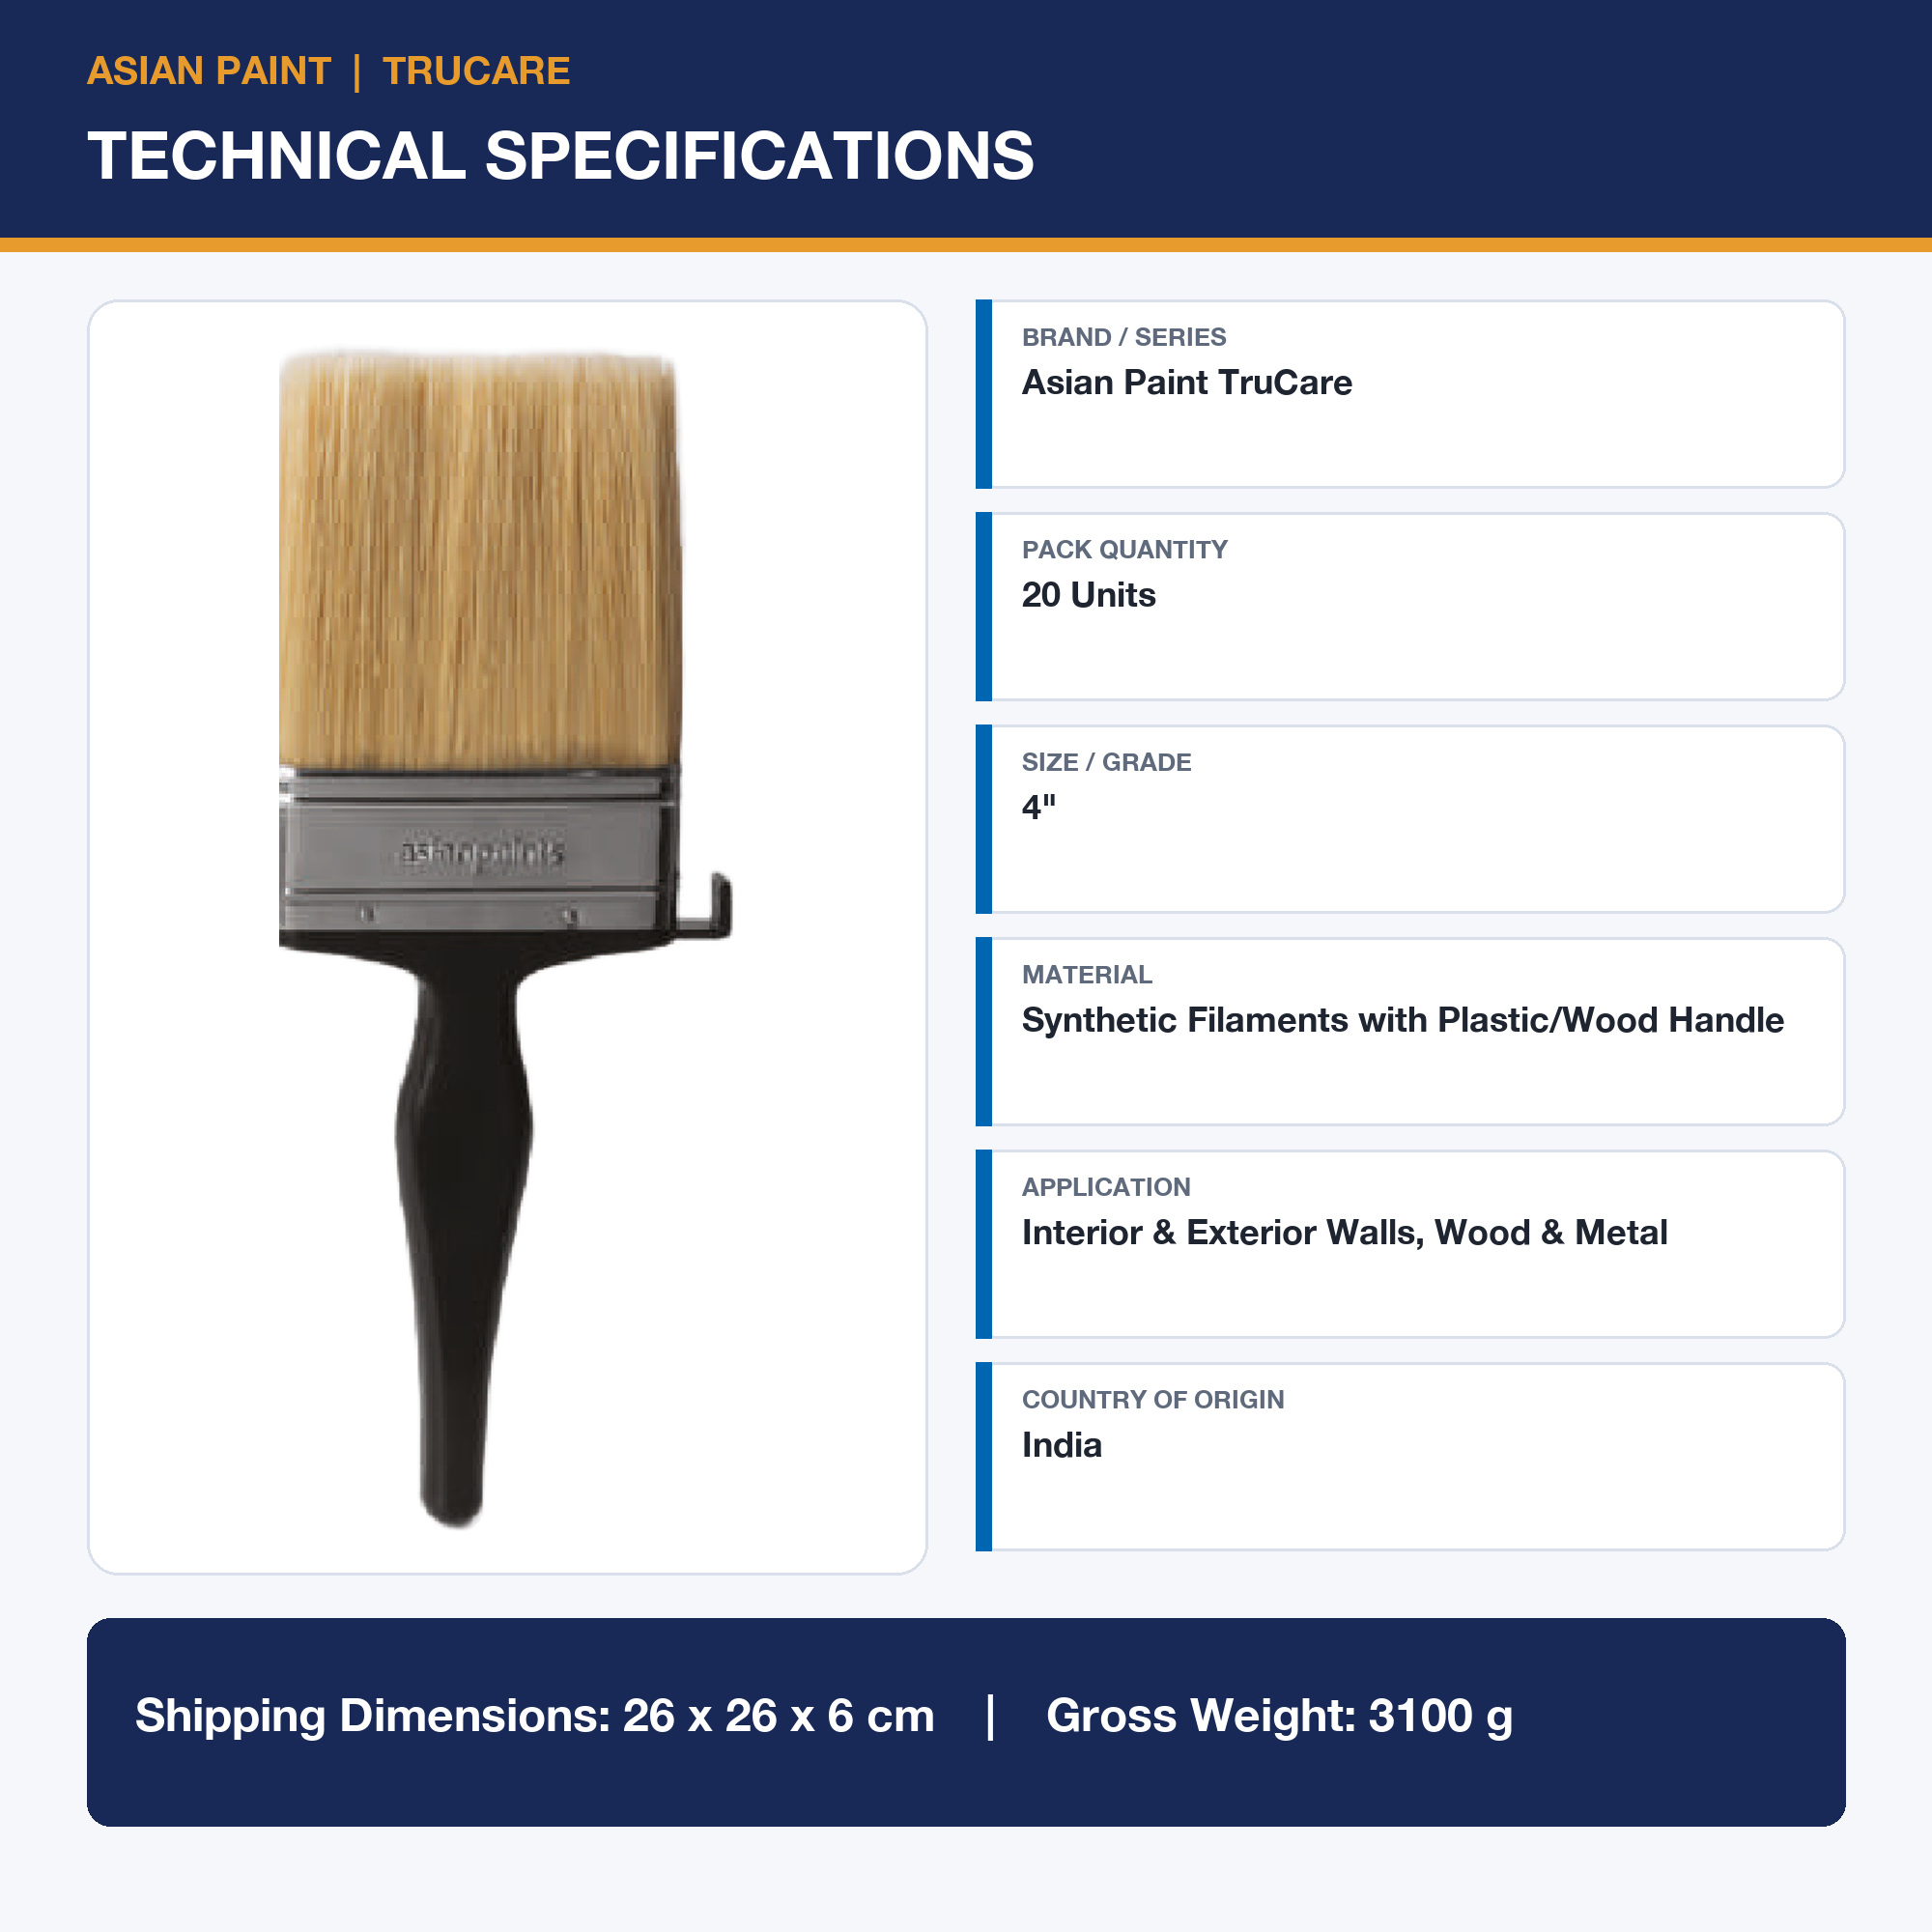 ASIAN PAINT | TRUCARE
TECHNICAL SPECIFICATIONS
asianpaints
BRAND / SERIES
Asian Paint TruCare
PACK QUANTITY
20 Units
SIZE / GRADE
4"
MATERIAL
Synthetic Filaments with Plastic/Wood Handle
APPLICATION
Interior & Exterior Walls, Wood & Metal
COUNTRY OF ORIGIN
India
Shipping Dimensions: 26 x 26 x 6 cm | Gross Weight: 3100 g